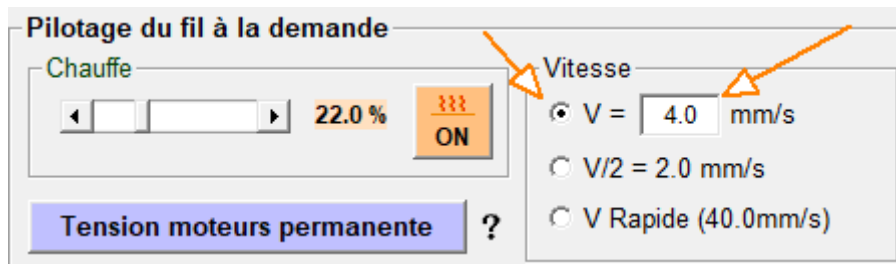 Pilotage du fil à la demande
Chauffe
22.0 %
ON
Tension moteurs permanente ?
Vitesse
V = 4.0 mm/s
V/2 = 2.0 mm/s
V Rapide (40.0mm/s)